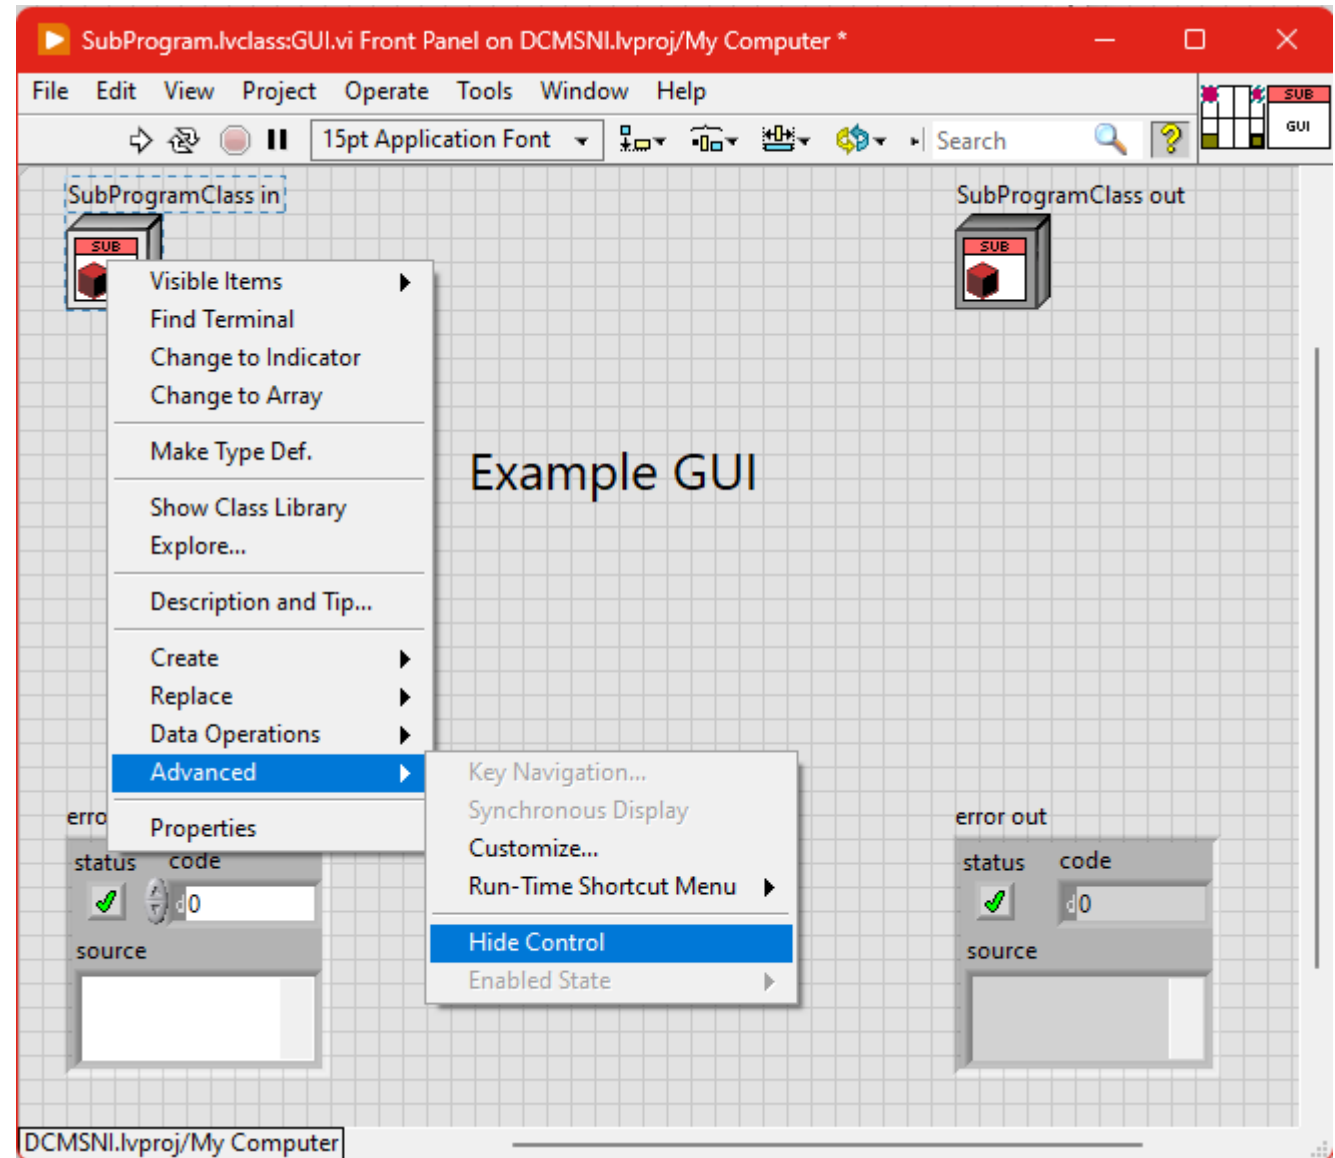 SubProgram.lvclass:GUI.vi Front Panel on DCMSNI.lvproj/My Computer *
File Edit View Project Operate Tools Window Help
SUB
GUI
15pt Application Font
Search
SubProgramClass in
SubProgramClass out
SUB
SUB
Visible Items
Find Terminal
Change to Indicator
Change to Array
Make Type Def.
Show Class Library
Explore...
Description and Tip...
Create
Replace
Data Operations
Advanced
Properties
Example GUI
Key Navigation...
Synchronous Display
Customize...
Run-Time Shortcut Menu
Hide Control
Enabled State
erro
status code
d 0
source
error out
status code
d 0
source
DCMSNI.lvproj/My Computer